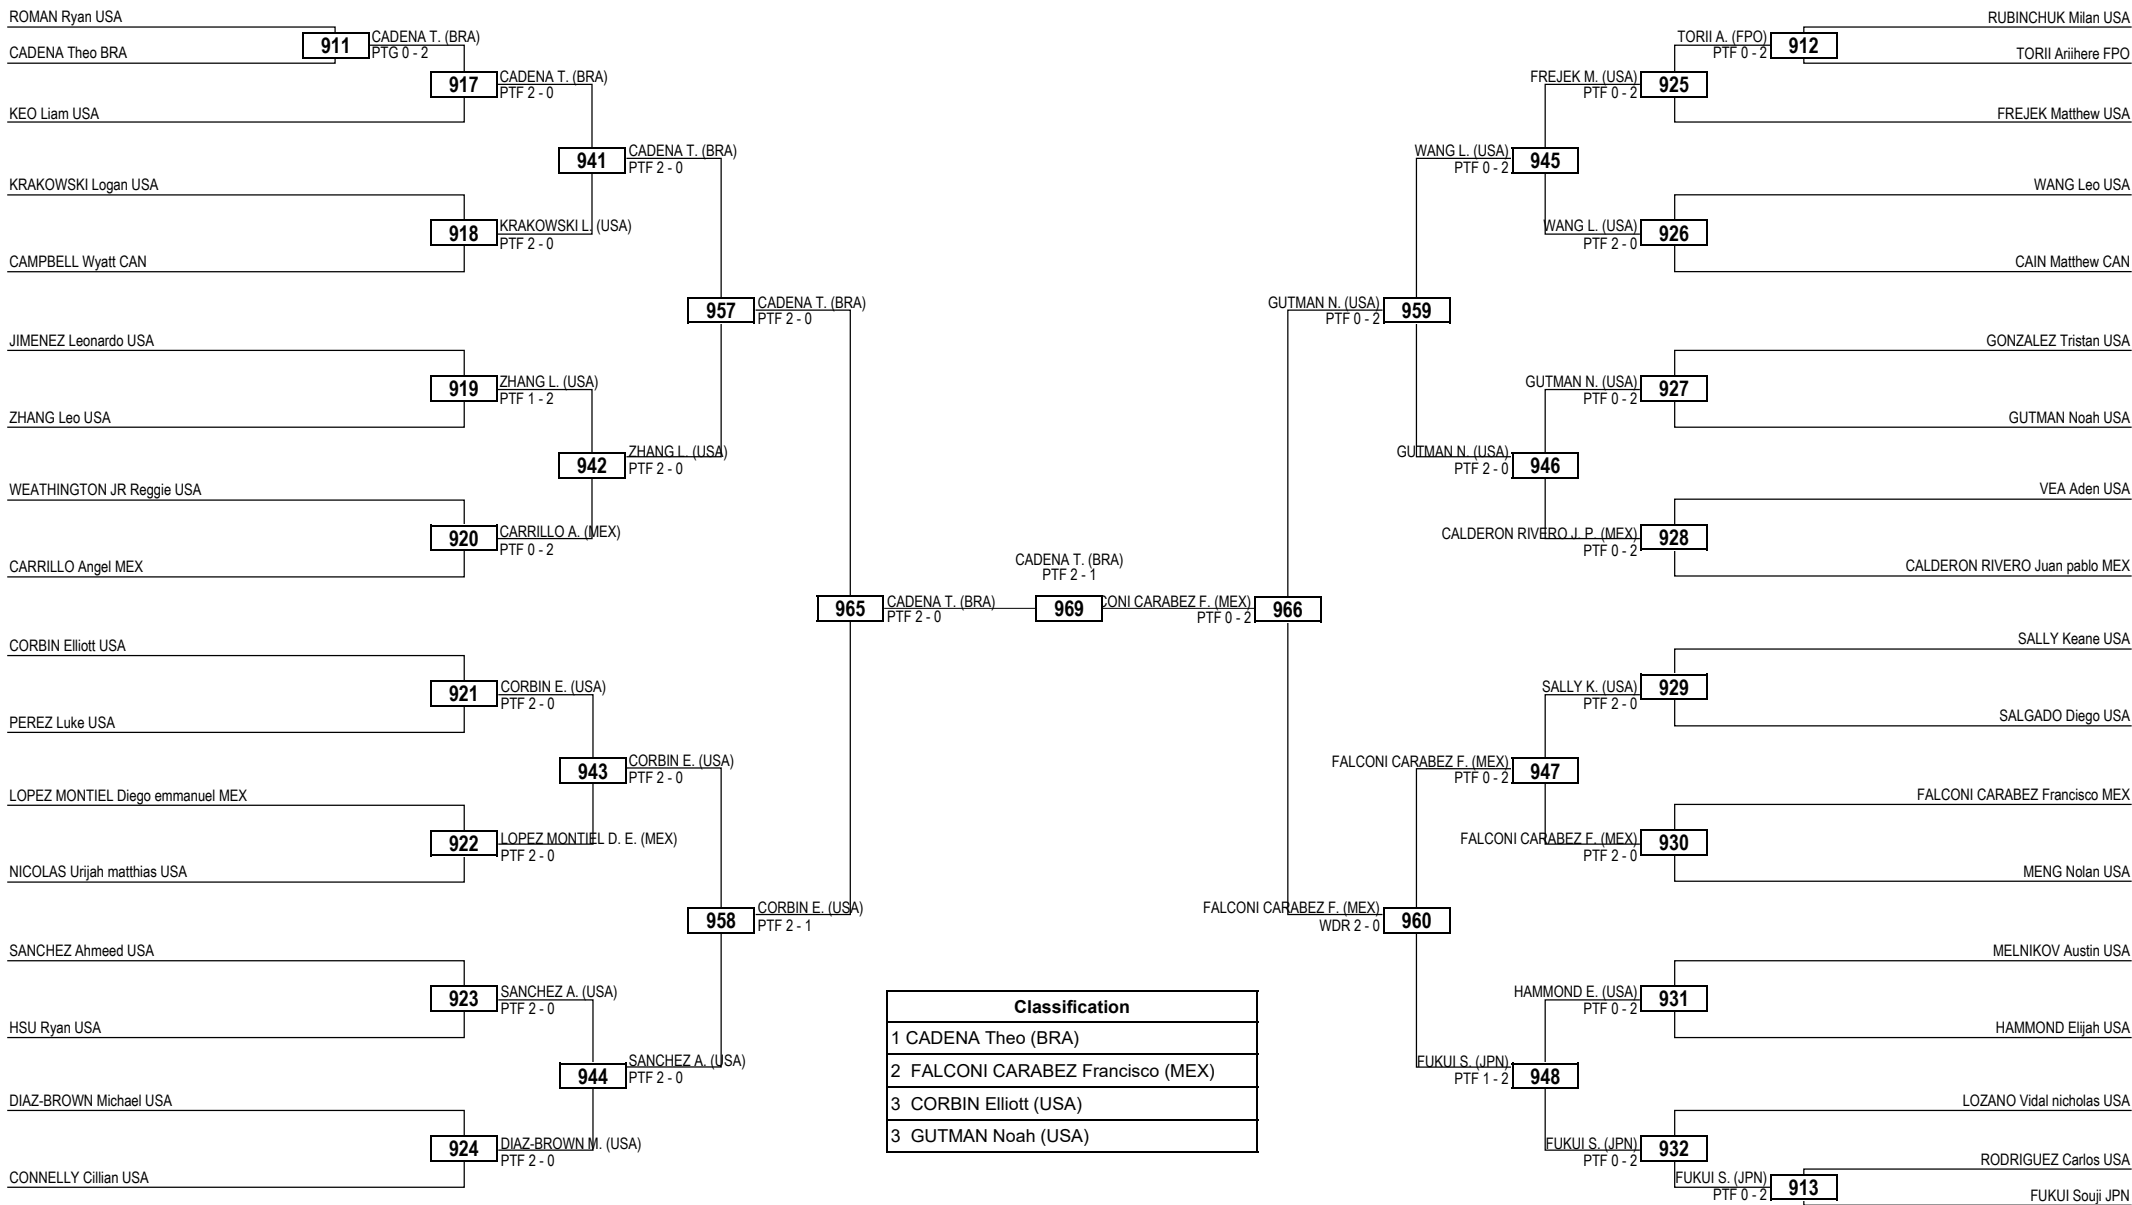 ROMAN Ryan USA
CADENA Theo BRA
911
CADENA T. (BRA)
PTG 0 - 2
KEO Liam USA
917
CADENA T. (BRA)
PTF 2 - 0
KRAKOWSKI Logan USA
CAMPBELL Wyatt CAN
918
KRAKOWSKI L. (USA)
PTF 2 - 0
941
CADENA T. (BRA)
PTF 2 - 0
JIMENEZ Leonardo USA
ZHANG Leo USA
919
ZHANG L. (USA)
PTF 1 - 2
WEATHINGTON JR Reggie USA
CARRILLO Angel MEX
920
CARRILLO A. (MEX)
PTF 0 - 2
942
ZHANG L. (USA)
PTF 2 - 0
957
CADENA T. (BRA)
PTF 2 - 0
CORBIN Elliott USA
PEREZ Luke USA
921
CORBIN E. (USA)
PTF 2 - 0
LOPEZ MONTIEL Diego emmanuel MEX
NICOLAS Urijah matthias USA
922
LOPEZ MONTIEL D. E. (MEX)
PTF 2 - 0
943
CORBIN E. (USA)
PTF 2 - 0
SANCHEZ Ahmeed USA
HSU Ryan USA
923
SANCHEZ A. (USA)
PTF 2 - 0
DIAZ-BROWN Michael USA
CONNELLY Cillian USA
924
DIAZ-BROWN M. (USA)
PTF 2 - 0
944
SANCHEZ A. (USA)
PTF 2 - 0
958
CORBIN E. (USA)
PTF 2 - 1
965
CADENA T. (BRA)
PTF 2 - 0
CADENA T. (BRA)
PTF 2 - 1
969
CONI CARABEZ F. (MEX)
PTF 0 - 2
966
RUBINCHUK Milan USA
TORII Ariihere FPO
912
TORII A. (FPO)
PTF 0 - 2
FREJEK Matthew USA
925
FREJEK M. (USA)
PTF 0 - 2
WANG Leo USA
CAIN Matthew CAN
926
WANG L. (USA)
PTF 2 - 0
945
WANG L. (USA)
PTF 0 - 2
GONZALEZ Tristan USA
GUTMAN Noah USA
927
GUTMAN N. (USA)
PTF 0 - 2
VEA Aden USA
CALDERON RIVERO Juan pablo MEX
928
CALDERON RIVERO J. P. (MEX)
PTF 0 - 2
946
GUTMAN N. (USA)
PTF 2 - 0
959
GUTMAN N. (USA)
PTF 0 - 2
SALLY Keane USA
SALGADO Diego USA
929
SALLY K. (USA)
PTF 2 - 0
FALCONI CARABEZ Francisco MEX
MENG Nolan USA
930
FALCONI CARABEZ F. (MEX)
PTF 2 - 0
947
FALCONI CARABEZ F. (MEX)
PTF 0 - 2
MELNIKOV Austin USA
HAMMOND Elijah USA
931
HAMMOND E. (USA)
PTF 0 - 2
LOZANO Vidal nicholas USA
932
FUKUI S. (JPN)
PTF 0 - 2
RODRIGUEZ Carlos USA
FUKUI Souji JPN
913
FUKUI S. (JPN)
PTF 0 - 2
948
FUKUI S. (JPN)
PTF 1 - 2
960
FALCONI CARABEZ F. (MEX)
WDR 2 - 0
Classification
1 CADENA Theo (BRA)
2 FALCONI CARABEZ Francisco (MEX)
3 CORBIN Elliott (USA)
3 GUTMAN Noah (USA)